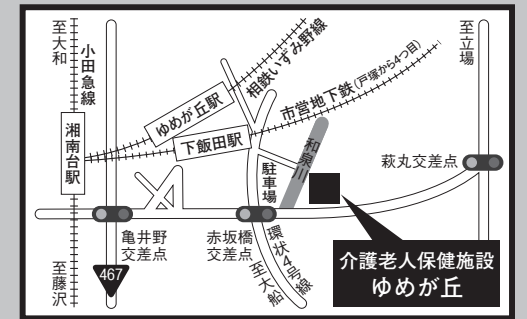 至大和
小田急線
相鉄いずみ野線
市営地下鉄(戸塚から4つ目)
至立場
湘南台駅
ゆめが丘駅
下飯田駅
和泉川
駐車場
萩丸交差点
亀井野
交差点
赤坂橋
交差点
環状4号線
至大船
至藤沢
467
介護老人保健施設
ゆめが丘